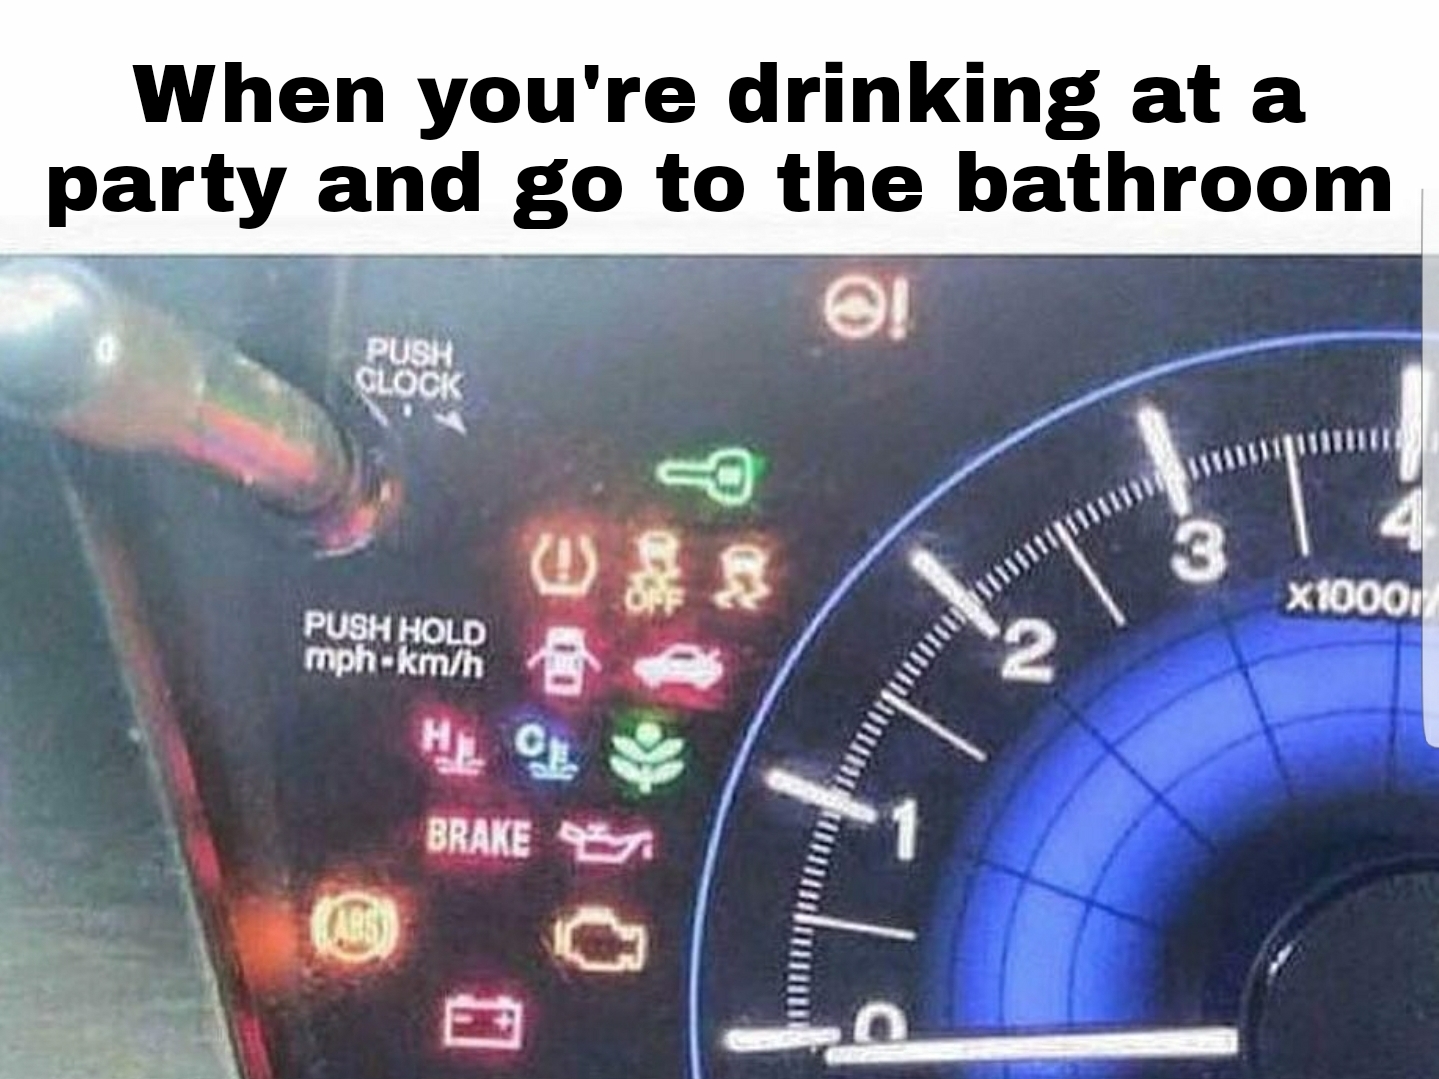 When you're drinking at a
party and go to the bathroom
PUSH
CLOCK
OFF
PUSH HOLD
mph•km/h
H
C
BRAKE
ABS
0
1
2
3
4
x1000r/